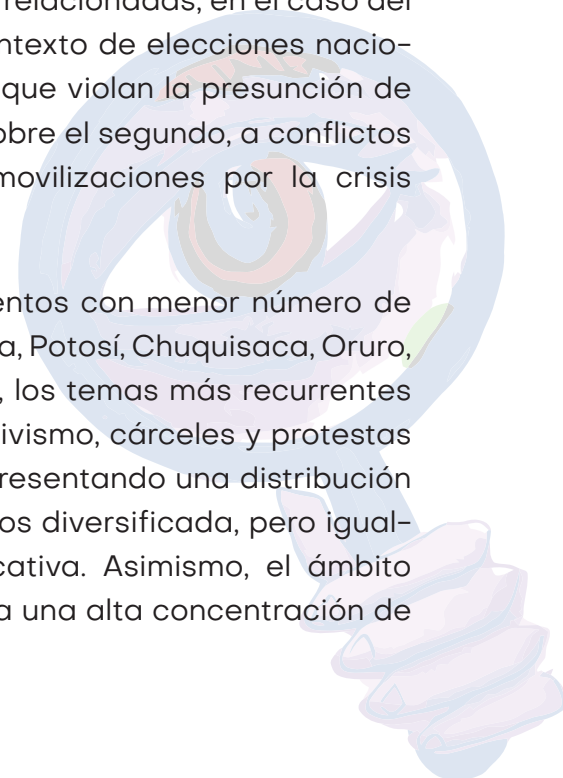 relacionadas, en el caso del
ntexto de elecciones nacio-
que violan la presunción de
obre el segundo, a conflictos
movilizaciones por la crisis
entos con menor número de
a, Potosí, Chuquisaca, Oruro,
, los temas más recurrentes
ivismo, cárceles y protestas
resentando una distribución
os diversificada, pero igual-
cativa. Asimismo, el ámbito
a una alta concentración de